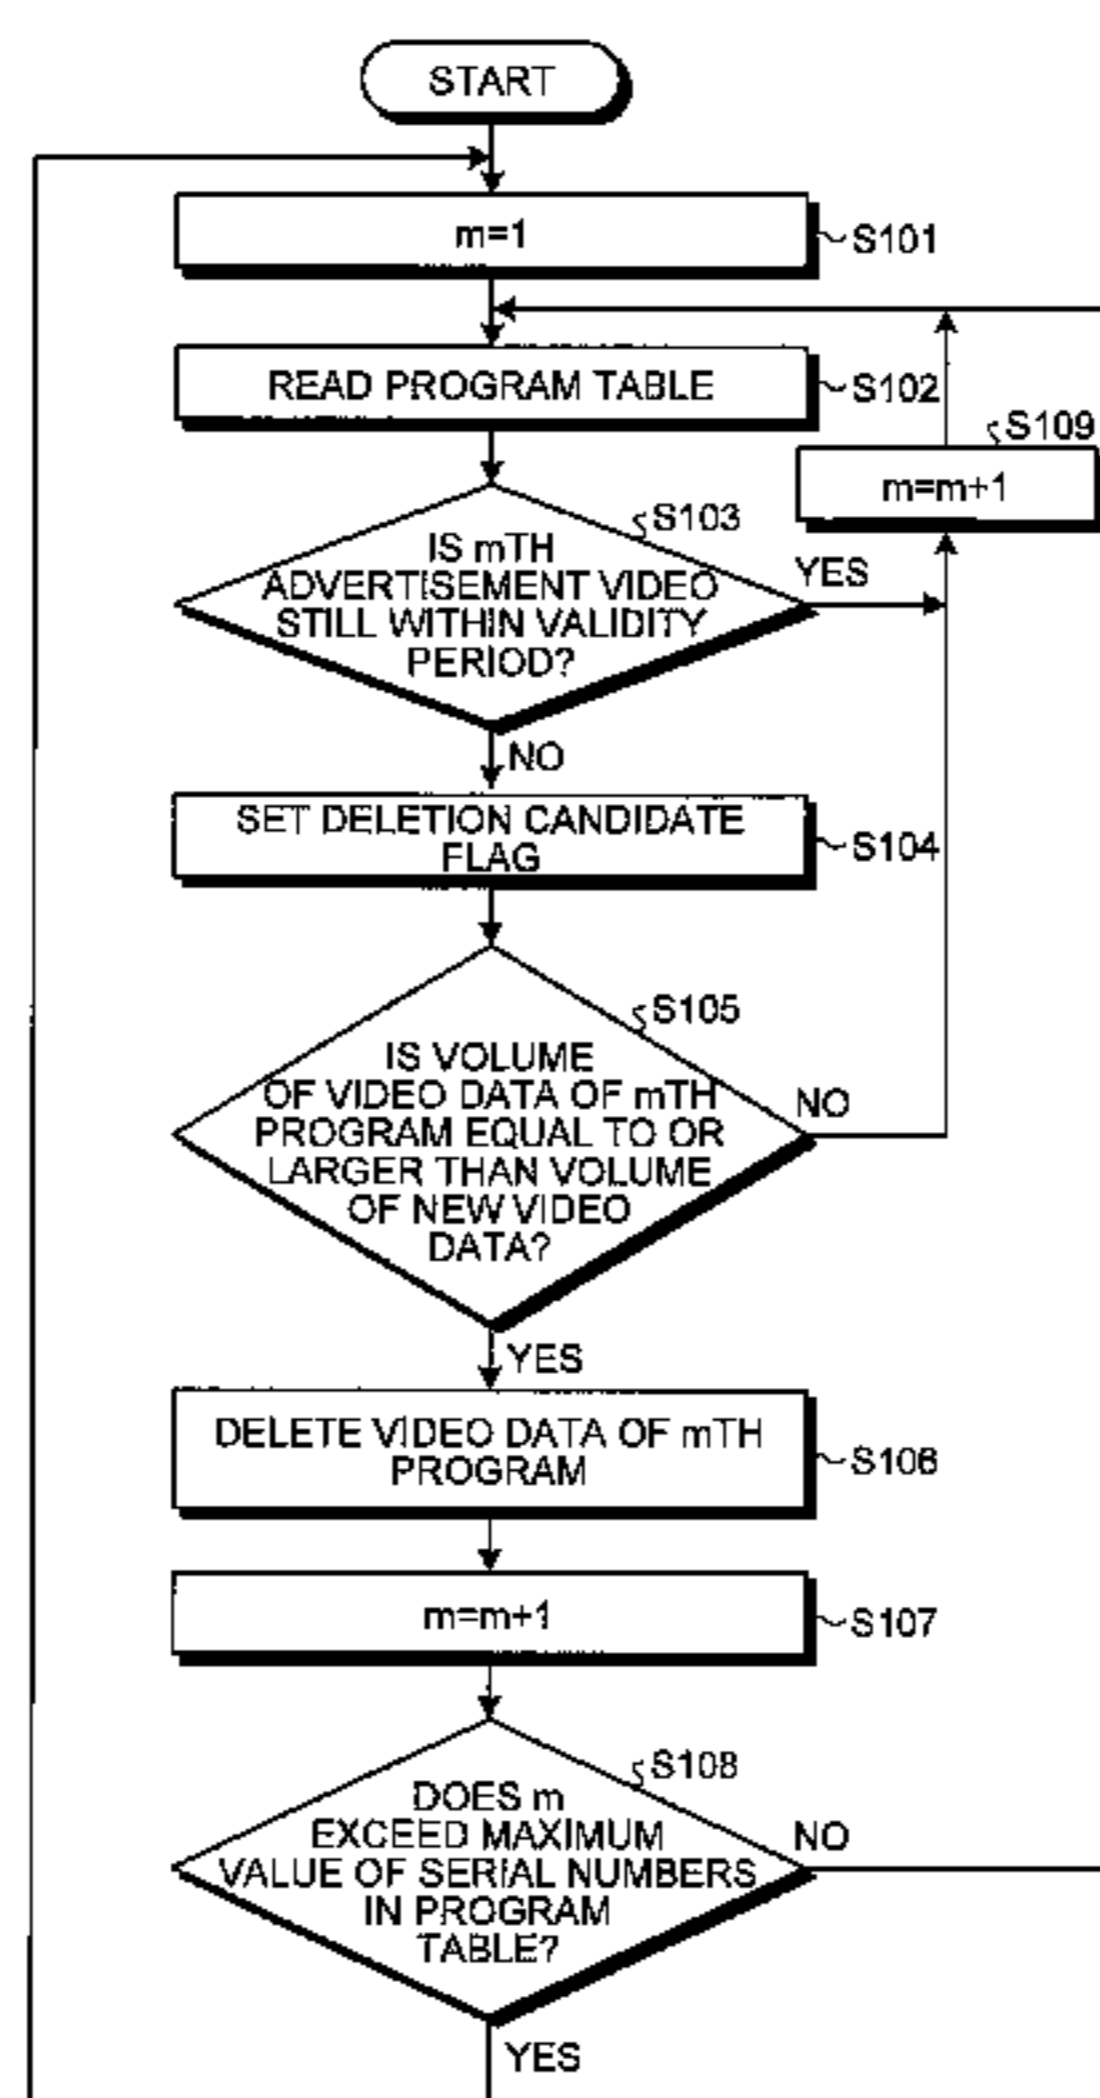 START
m=1
S101
READ PROGRAM TABLE
S102
S109
m=m+1
S103
IS mTH
ADVERTISEMENT VIDEO
STILL WITHIN VALIDITY
PERIOD?
YES
NO
SET DELETION CANDIDATE
FLAG
S104
S105
IS VOLUME
OF VIDEO DATA OF mTH
PROGRAM EQUAL TO OR
LARGER THAN VOLUME
OF NEW VIDEO
DATA?
NO
YES
DELETE VIDEO DATA OF mTH
PROGRAM
S106
m=m+1
S107
S108
DOES m
EXCEED MAXIMUM
VALUE OF SERIAL NUMBERS
IN PROGRAM
TABLE?
NO
YES